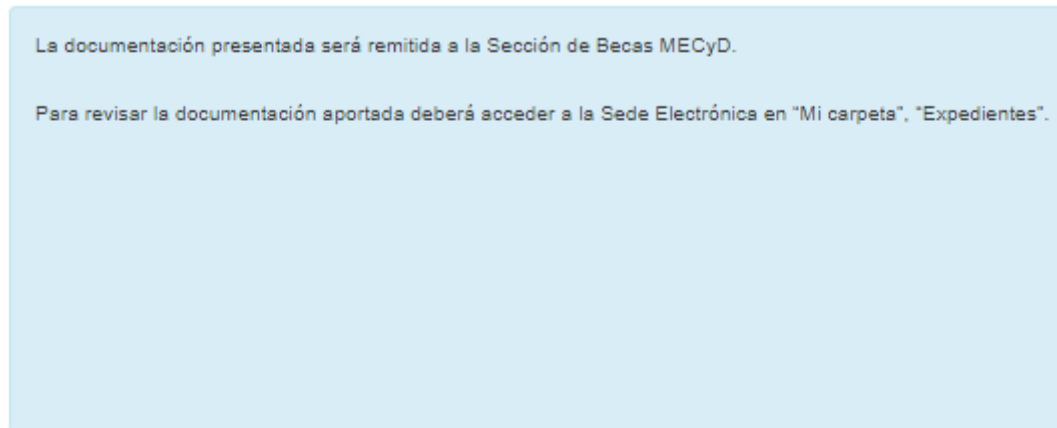 La documentación presentada será remitida a la Sección de Becas MECyD.
Para revisar la documentación aportada deberá acceder a la Sede Electrónica en “Mi carpeta”, “Expedientes”.